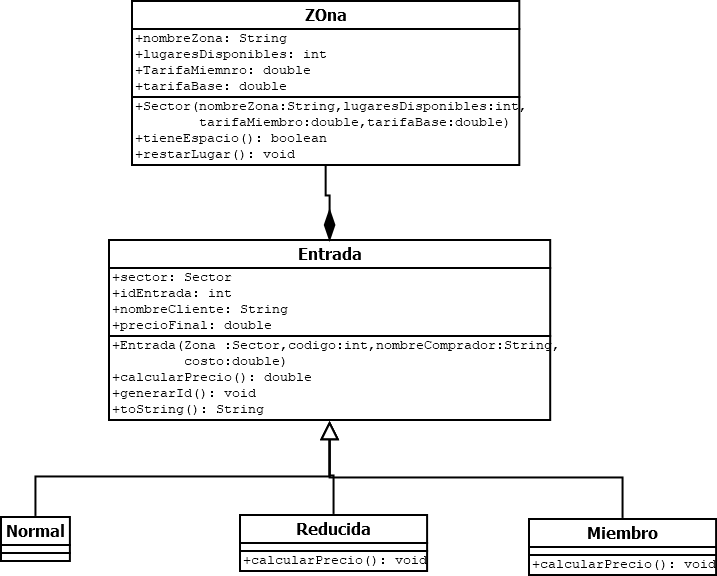 ZOna
+nombreZona: String
+lugaresDisponibles: int
+TarifaMiemnro: double
+tarifaBase: double
+Sector(nombreZona:String,lugaresDisponibles:int,
tarifaMiembro:double,tarifaBase:double)
+tieneEspacio(): boolean
+restarLugar(): void
Entrada
+sector: Sector
+idEntrada: int
+nombreCliente: String
+precioFinal: double
+Entrada(Zona :Sector,codigo:int,nombreComprador:String,
costo:double)
+calcularPrecio(): double
+generarId(): void
+toString(): String
Normal
Reducida
+calcularPrecio(): void
Miembro
+calcularPrecio(): void